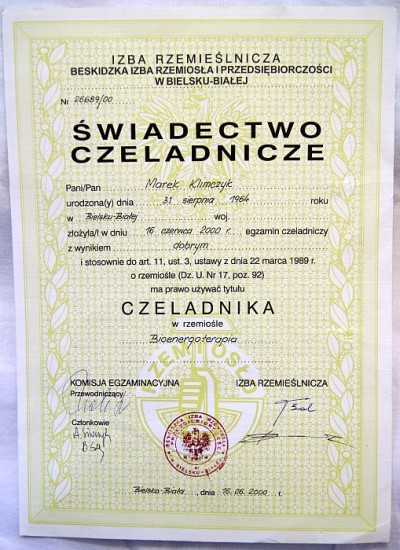 IZBA RZEMIEŚLNICZA
BESKIDZKA IZBA RZEMIOSŁA I PRZEDSIĘBIORCZOŚCI
W BIELSKU-BIAŁEJ
Nr 26689/00
ŚWIADECTWO
CZELADNICZE
Pani/Pan Marek Klimczyk
urodzona(y) dnia 31 sierpnia 1964 roku
w Bielsku-Białej woj.
złożyła/ł w dniu 16 czerwca 2000 r. egzamin czeladniczy
z wynikiem dobrym
i stosownie do art. 11, ust. 3, ustawy z dnia 22 marca 1989 r.
o rzemiośle (Dz. U. Nr 17, poz. 92)
ma prawo używać tytułu
CZELADNIKA
w rzemiośle
Bioenergoterapia
RZEMIOSŁO
KOMISJA EGZAMINACYJNA IZBA RZEMIEŚLNICZA
Przewodniczący
Członkowie
Bielsko-Biała, dnia 16.06.2000 r.